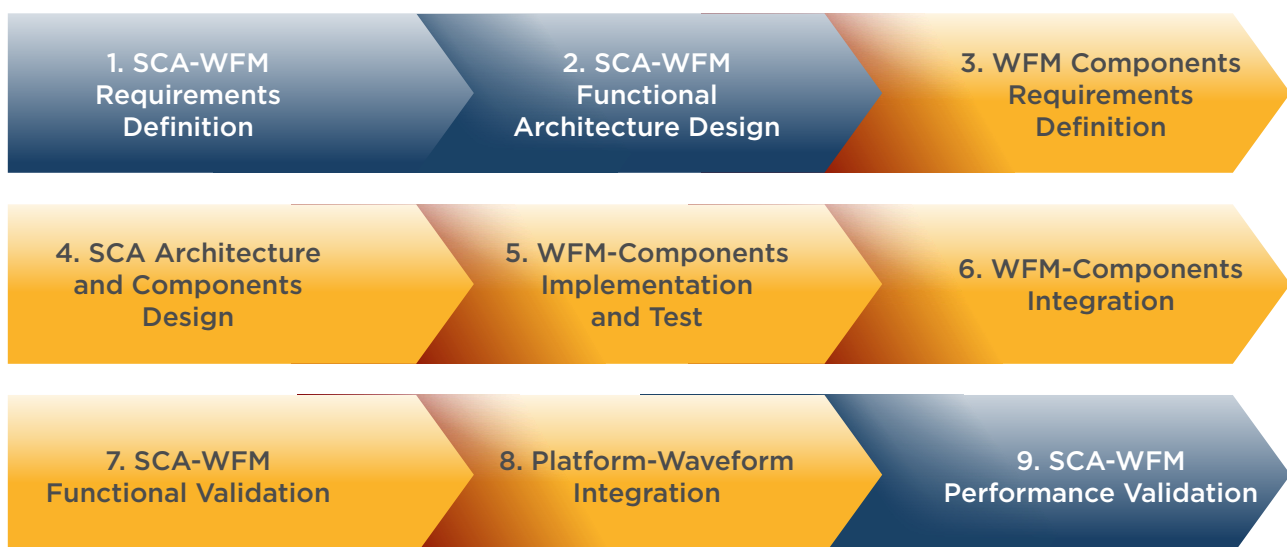 1. SCA-WFM
Requirements
Definition
2. SCA-WFM
Functional
Architecture Design
3. WFM Components
Requirements
Definition
4. SCA Architecture
and Components
Design
5. WFM-Components
Implementation
and Test
6. WFM-Components
Integration
7. SCA-WFM
Functional Validation
8. Platform-Waveform
Integration
9. SCA-WFM
Performance Validation